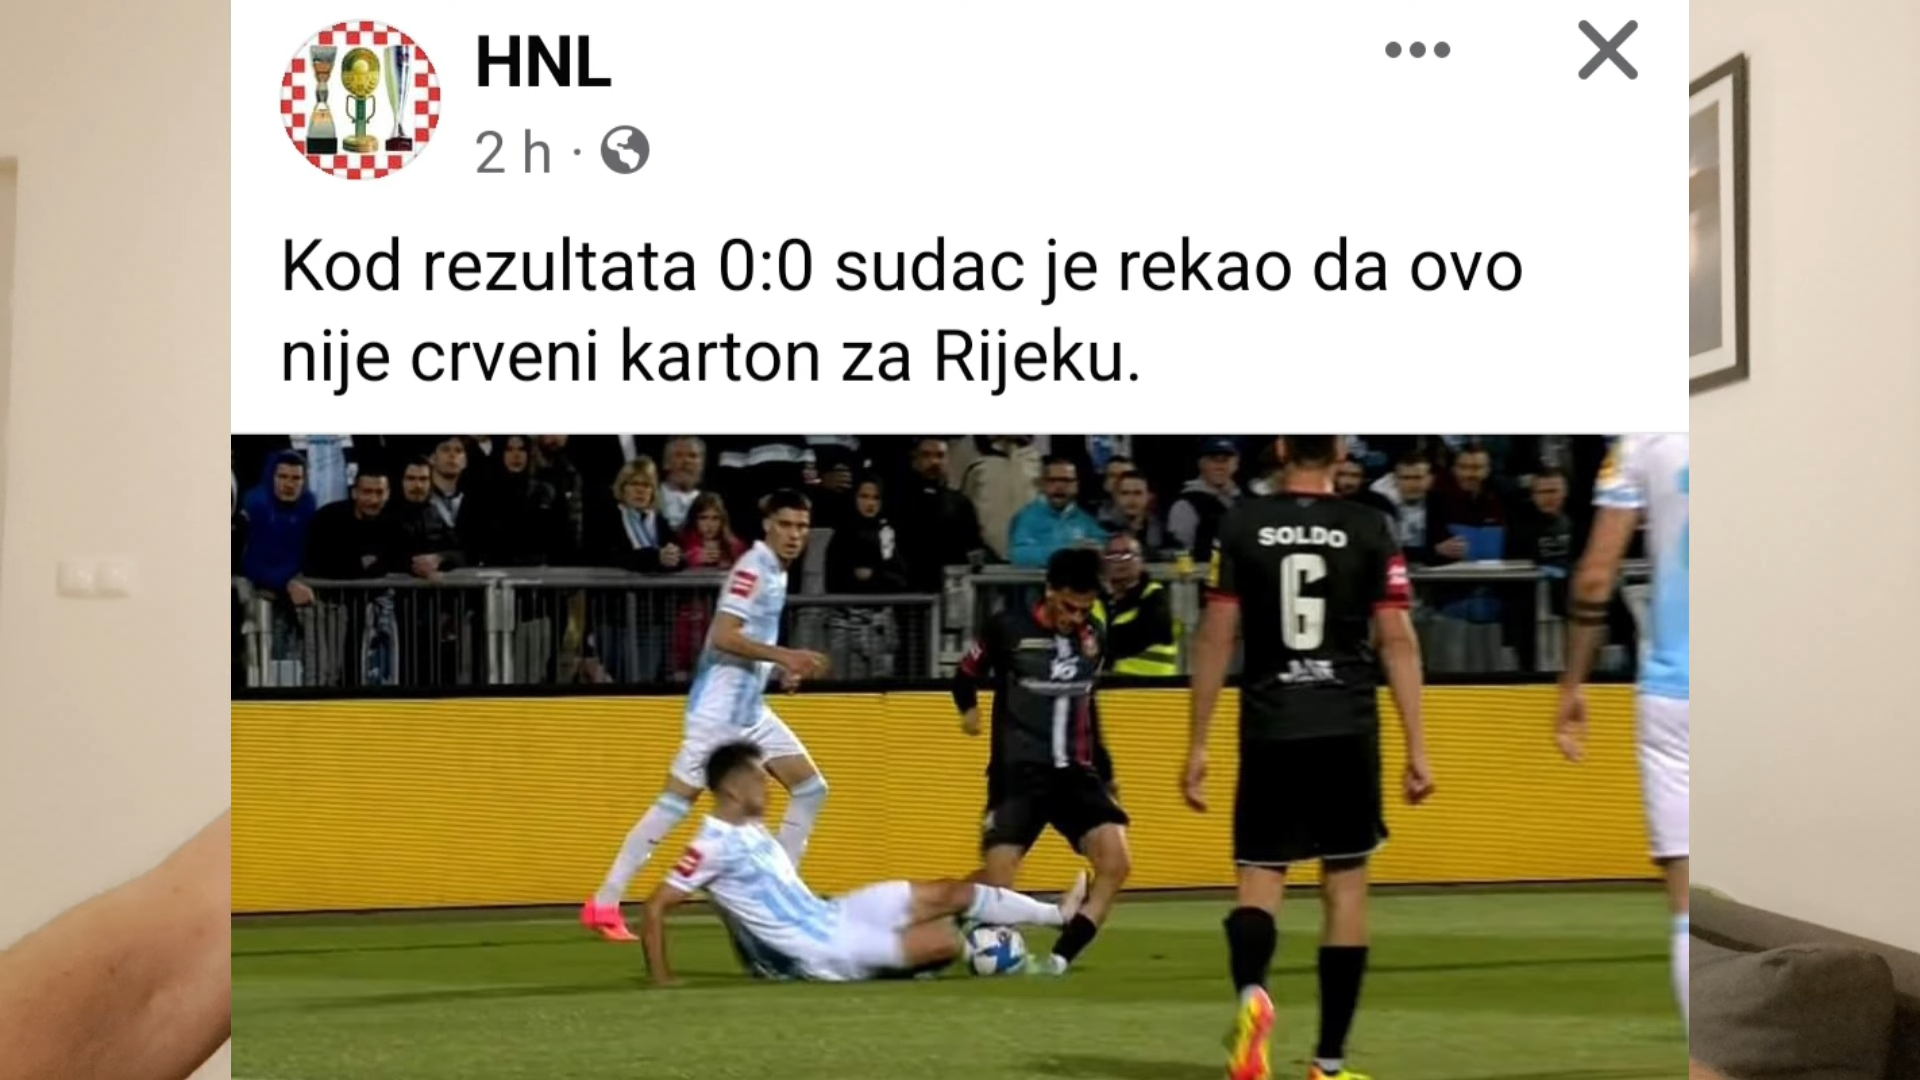 HNL
2 h ·
Kod rezultata 0:0 sudac je rekao da ovo
nije crveni karton za Rijeku.
SOLDO
6